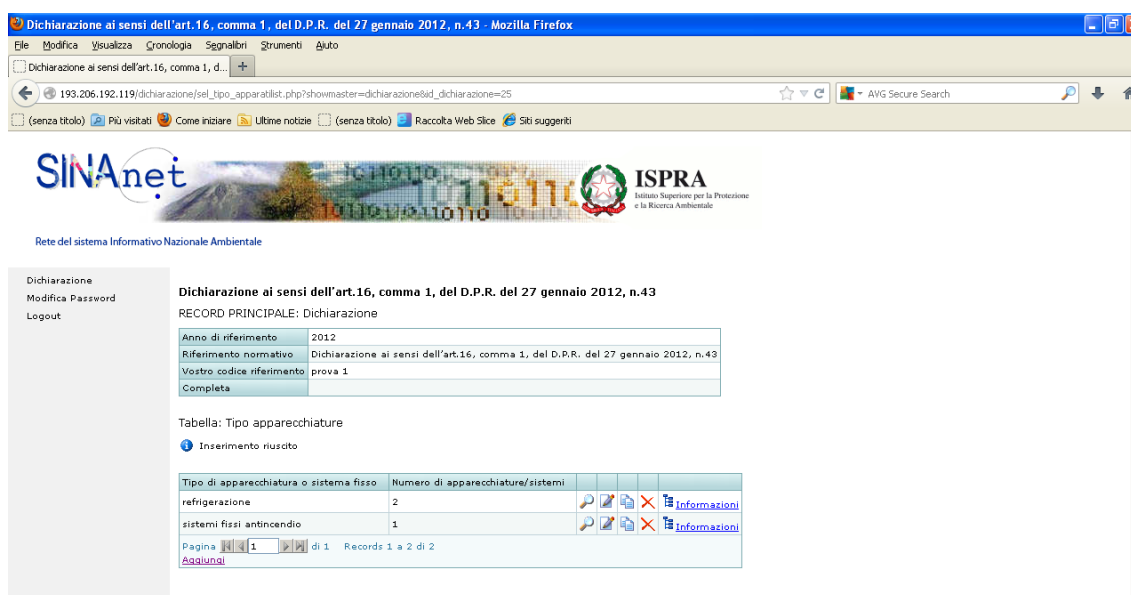 Dichiarazione ai sensi dell'art.16, comma 1, del D.P.R. del 27 gennaio 2012, n.43 - Mozilla Firefox
File Modifica Visualizza Cronologia Segnalibri Strumenti Aiuto
Dichiarazione ai sensi dell'art.16, comma 1, d... +
193.206.192.119/dichiarazione/sel_tipo_apparatilist.php?showmaster=dichiarazione&id_dichiarazione=25
AVG Secure Search
(senza titolo) Più visitati Come iniziare Ultime notizie (senza titolo) Raccolta Web Slice Siti suggeriti
SINAnet
ISPRA
Istituto Superiore per la Protezione
e la Ricerca Ambientale
Rete del sistema Informativo Nazionale Ambientale
Dichiarazione
Modifica Password
Logout
Dichiarazione ai sensi dell'art.16, comma 1, del D.P.R. del 27 gennaio 2012, n.43
RECORD PRINCIPALE: Dichiarazione
Anno di riferimento 2012
Riferimento normativo Dichiarazione ai sensi dell'art.16, comma 1, del D.P.R. del 27 gennaio 2012, n.43
Vostro codice riferimento prova 1
Completa
Tabella: Tipo apparecchiature
Inserimento riuscito
Tipo di apparecchiatura o sistema fisso Numero di apparecchiature/sistemi
refrigerazione 2 Informazioni
sistemi fissi antincendio 1 Informazioni
Pagina 1 di 1 Records 1 a 2 di 2
Aggiungi